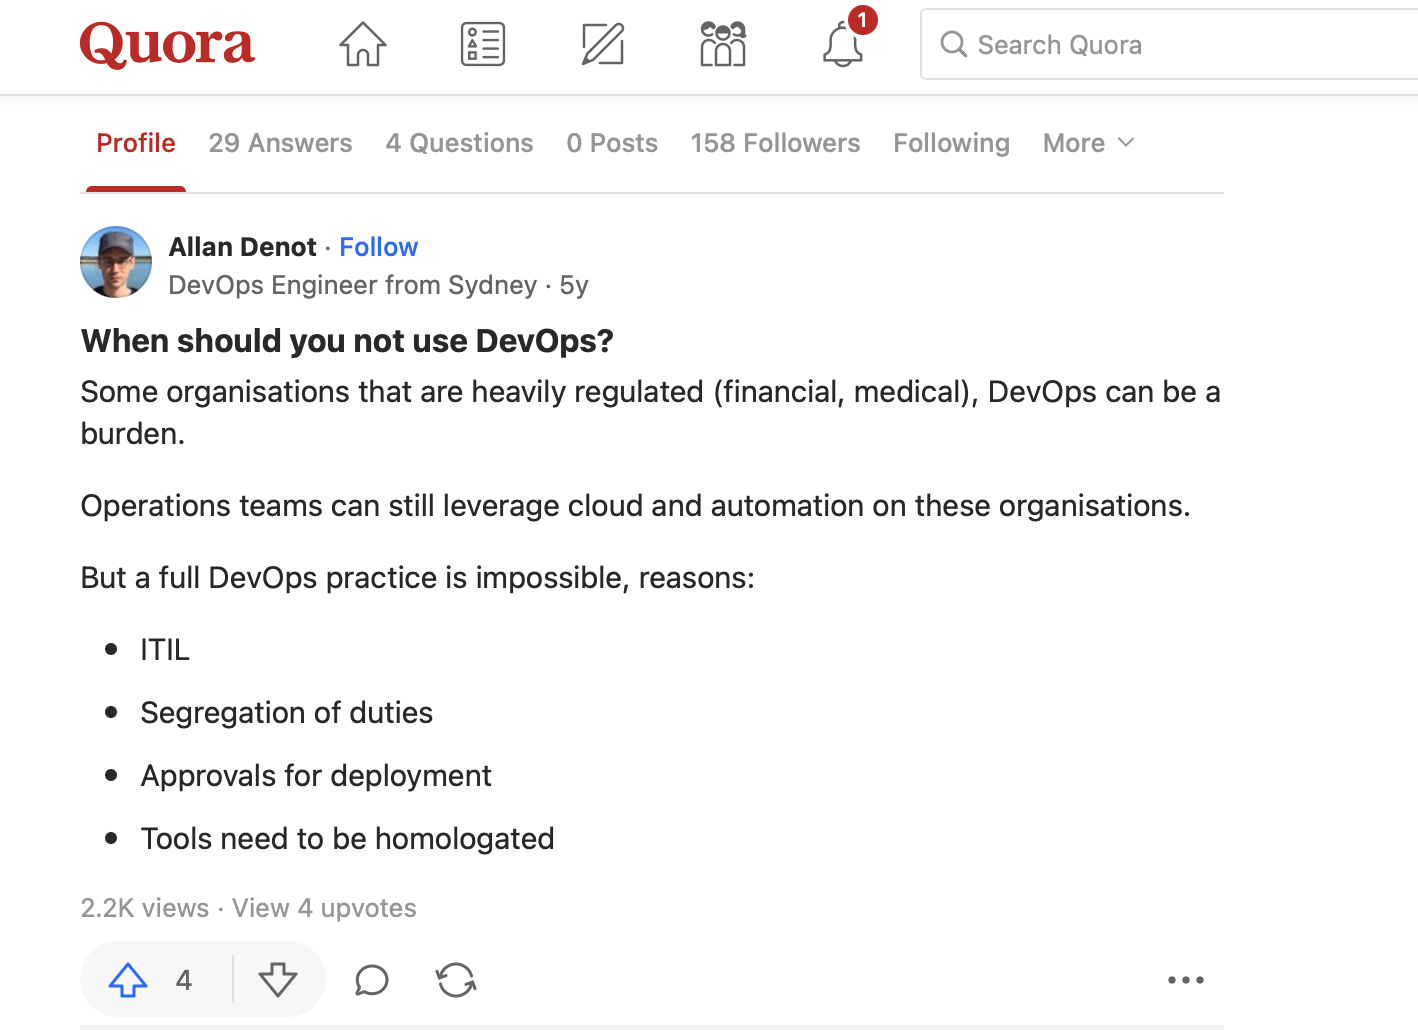 Quora
1
Search Quora
Profile 29 Answers 4 Questions 0 Posts 158 Followers Following More
Allan Denot · Follow
DevOps Engineer from Sydney · 5y
When should you not use DevOps?
Some organisations that are heavily regulated (financial, medical), DevOps can be a
burden.
Operations teams can still leverage cloud and automation on these organisations.
But a full DevOps practice is impossible, reasons:
• ITIL
• Segregation of duties
• Approvals for deployment
• Tools need to be homologated
2.2K views · View 4 upvotes
4